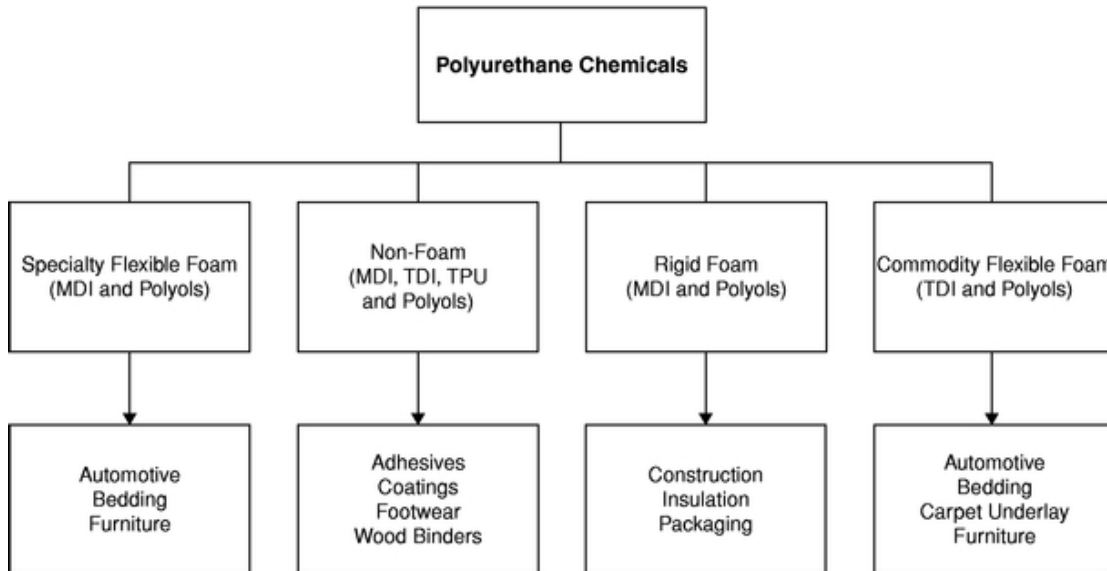 Polyurethane Chemicals
Specialty Flexible Foam
(MDI and Polyols)
Non-Foam
(MDI, TDI, TPU
and Polyols)
Rigid Foam
(MDI and Polyols)
Commodity Flexible Foam
(TDI and Polyols)
Automotive
Bedding
Furniture
Adhesives
Coatings
Footwear
Wood Binders
Construction
Insulation
Packaging
Automotive
Bedding
Carpet Underlay
Furniture